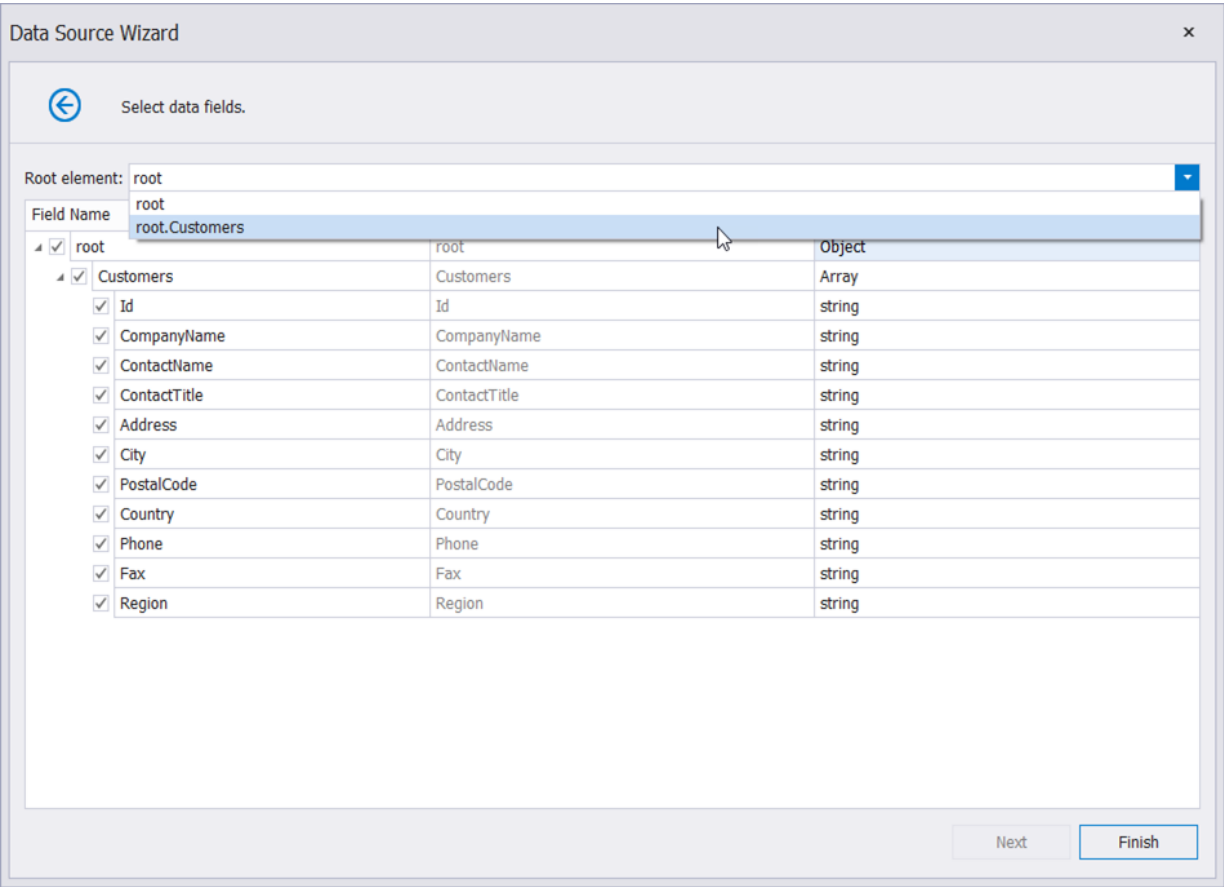 Data Source Wizard
Select data fields.
Root element: root
root
Field Name
root.Customers
root root Object
Customers Customers Array
Id Id string
CompanyName CompanyName string
ContactName ContactName string
ContactTitle ContactTitle string
Address Address string
City City string
PostalCode PostalCode string
Country Country string
Phone Phone string
Fax Fax string
Region Region string
Next Finish